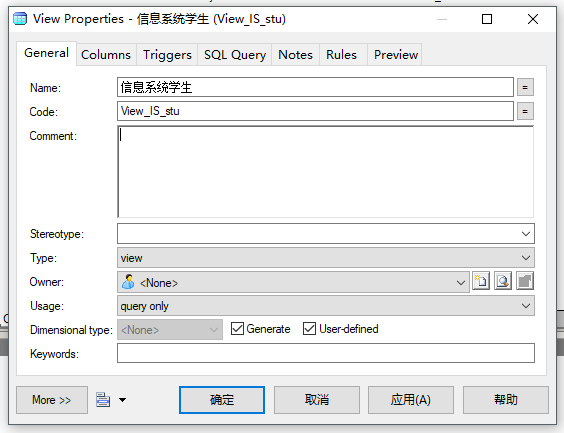 View Properties - 信息系统学生 (View_IS_stu)
General Columns Triggers SQL Query Notes Rules Preview
Name: 信息系统学生 =
Code: View_IS_stu =
Comment:
Stereotype:
Type: view
Owner: <None>
Usage: query only
Dimensional type: <None> Generate User-defined
Keywords:
More >> 确定 取消 应用(A) 帮助